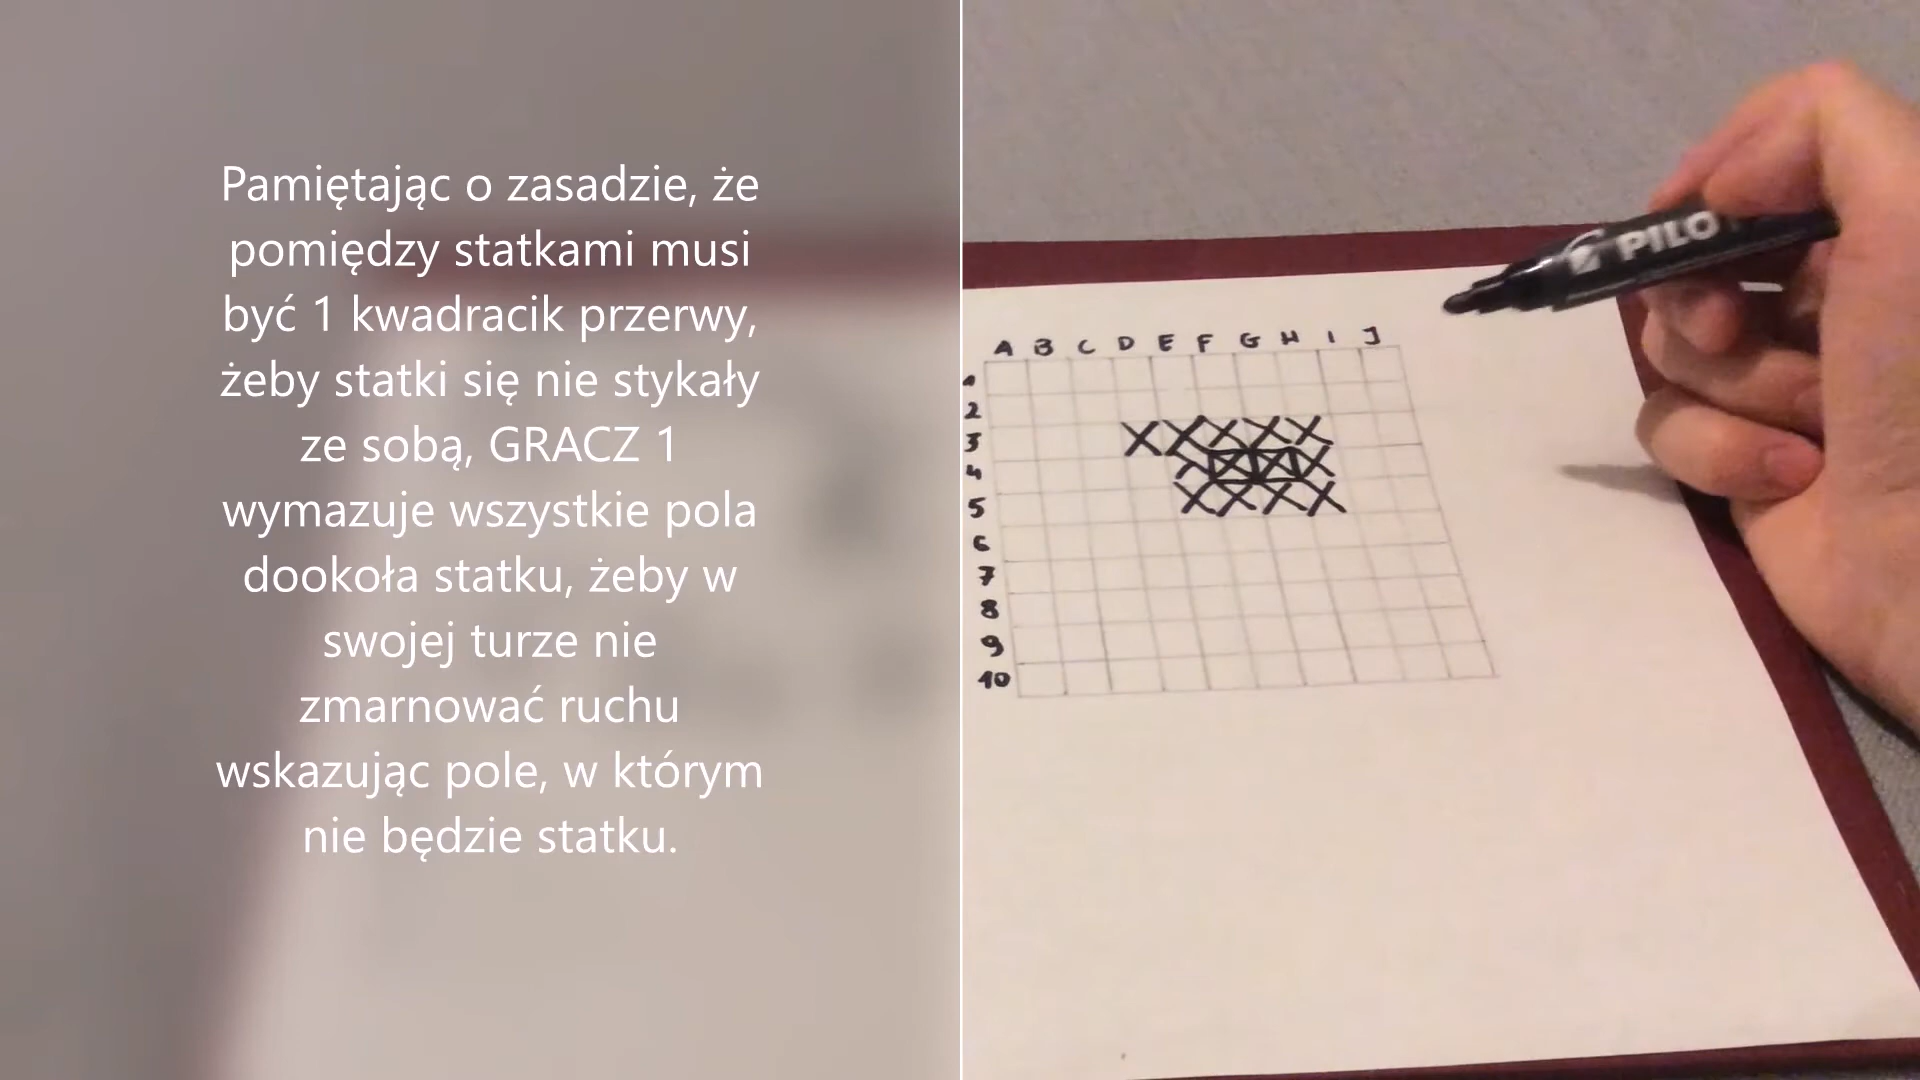 Pamiętając o zasadzie, że
pomiędzy statkami musi
być 1 kwadracik przerwy,
żeby statki się nie stykały
ze sobą, GRACZ 1
wymazuje wszystkie pola
dookoła statku, żeby w
swojej turze nie
zmarnować ruchu
wskazując pole, w którym
nie będzie statku.
PILO
A B C D E F G H I J
1
2
3
4
5
6
7
8
9
10